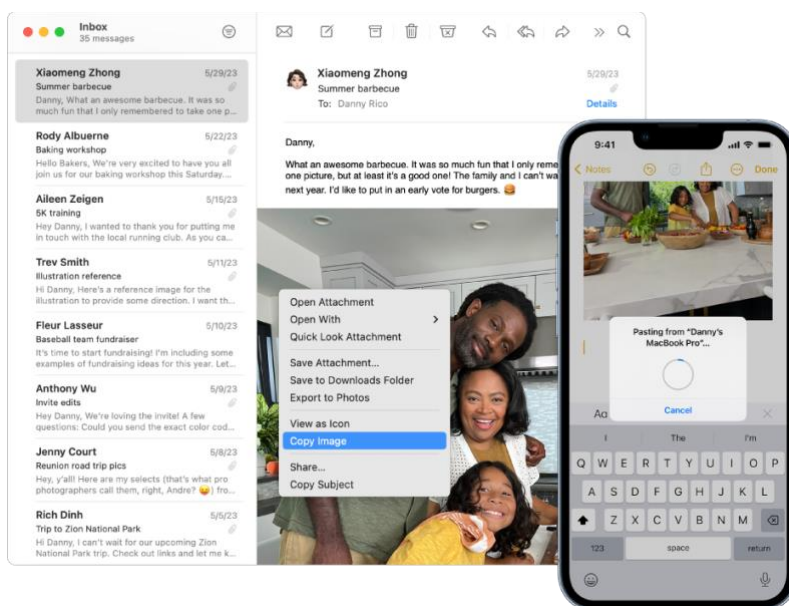 Inbox
35 messages
Xiaomeng Zhong 5/29/23
Summer barbecue
Danny, What an awesome barbecue. It was so
much fun that I only remembered to take one p...
Rody Albuerne 5/22/23
Baking workshop
Hello Bakers, We're very excited to have you all
join us for our baking workshop this Saturday....
Aileen Zeigen 5/15/23
5K training
Hey Danny, I wanted to thank you for putting me
in touch with the local running club. As you ca...
Trev Smith 5/11/23
Illustration reference
Hi Danny, Here's a reference image for the
illustration to provide some direction. I want th...
Fleur Lasseur 5/10/23
Baseball team fundraiser
It's time to start fundraising! I'm including some
examples of fundraising ideas for this year. Let...
Anthony Wu 5/9/23
Invite edits
Hey Danny, We're loving the invite! A few
questions: Could you send the exact color cod...
Jenny Court 5/8/23
Reunion road trip pics
Hey, y'all! Here are my selects (that's what pro
photographers call them, right, Andre? 😜) fro...
Rich Dinh 5/5/23
Trip to Zion National Park
Hi Danny, I can't wait for our upcoming Zion
National Park trip. Check out links and let me k...
Xiaomeng Zhong 5/29/23
Summer barbecue
To: Danny Rico Details
Danny,
What an awesome barbecue. It was so much fun that I only reme
one picture, but at least it's a good one! The family and I can't wa
next year. I'd like to put in an early vote for burgers. 🍔
Open Attachment
Open With
Quick Look Attachment
Save Attachment...
Save to Downloads Folder
Export to Photos
View as Icon
Copy Image
Share...
Copy Subject
9:41
Notes Done
Pasting from "Danny's
MacBook Pro"...
Cancel
Aa
I The I'm
Q W E R T Y U I O P
A S D F G H J K L
Z X C V B N M
123 space return